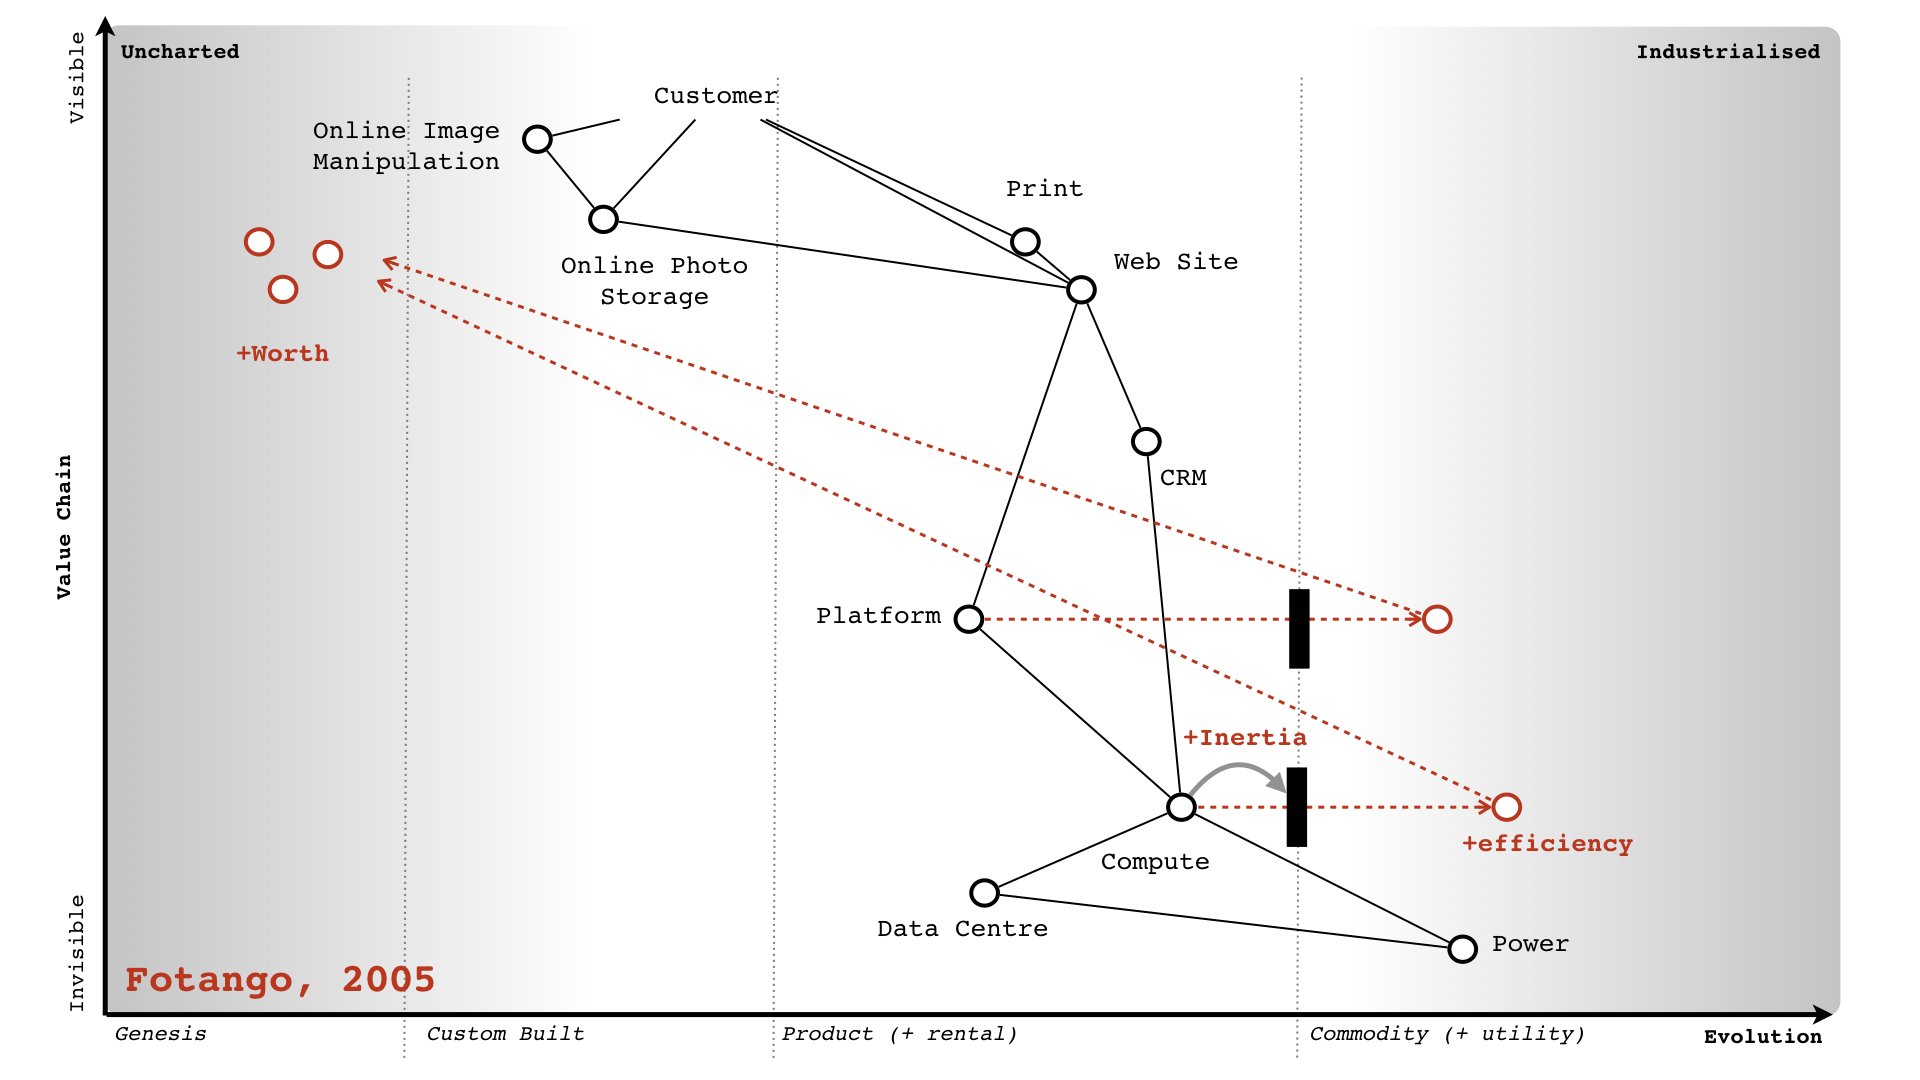 Visible
Uncharted
Industrialised
Customer
Online Image
Manipulation
Print
Online Photo
Storage
Web Site
+Worth
Value Chain
CRM
Platform
+Inertia
+efficiency
Compute
Data Centre
Power
Invisible
Fotango, 2005
Genesis
Custom Built
Product (+ rental)
Commodity (+ utility)
Evolution